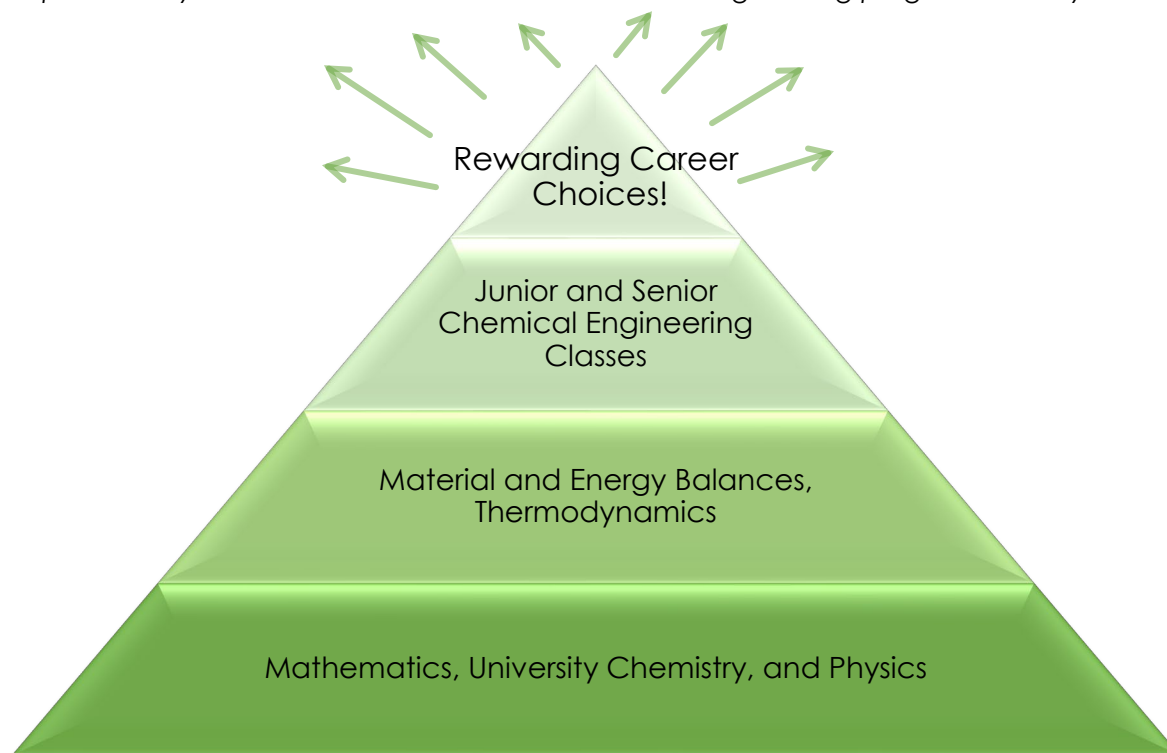 Rewarding Career
Choices!
Junior and Senior
Chemical Engineering
Classes
Material and Energy Balances,
Thermodynamics
Mathematics, University Chemistry, and Physics